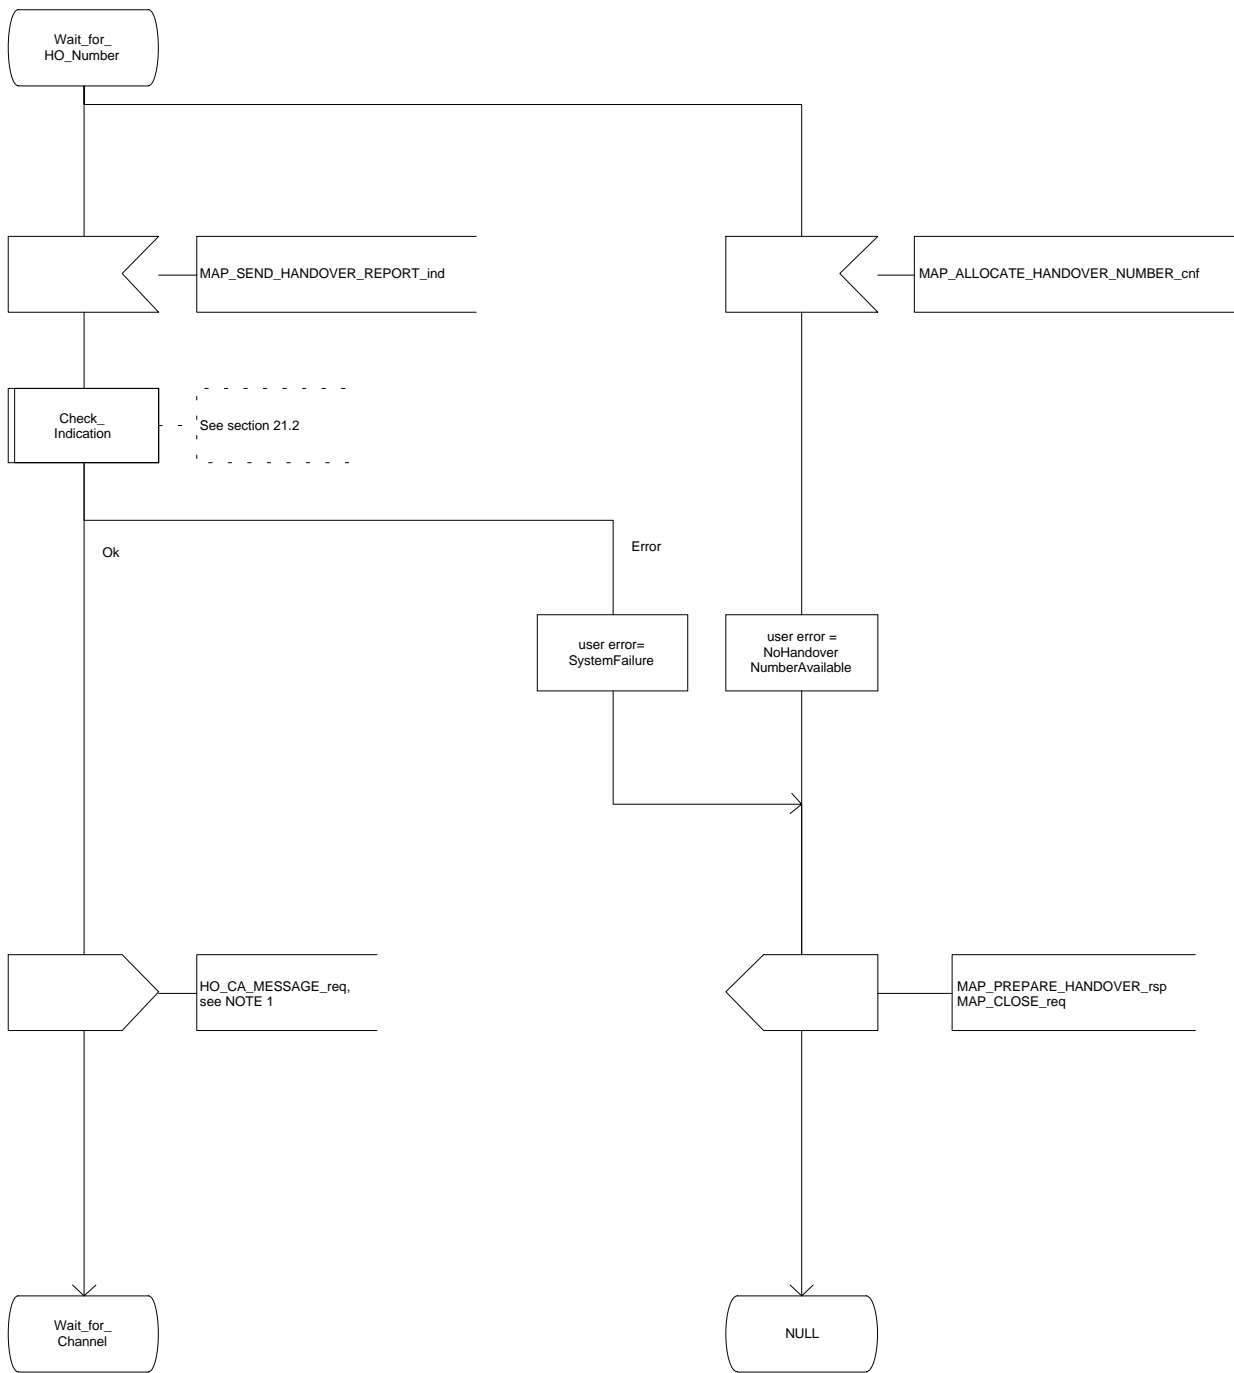 Wait_for_
HO_Number
MAP_SEND_HANDOVER_REPORT_ind
MAP_ALLOCATE_HANDOVER_NUMBER_cnf
Check_
Indication
See section 21.2
Ok
Error
user error=
SystemFailure
user error =
NoHandover
NumberAvailable
HO_CA_MESSAGE_req,
see NOTE 1
MAP_PREPARE_HANDOVER_rsp
MAP_CLOSE_req
Wait_for_
Channel
NULL